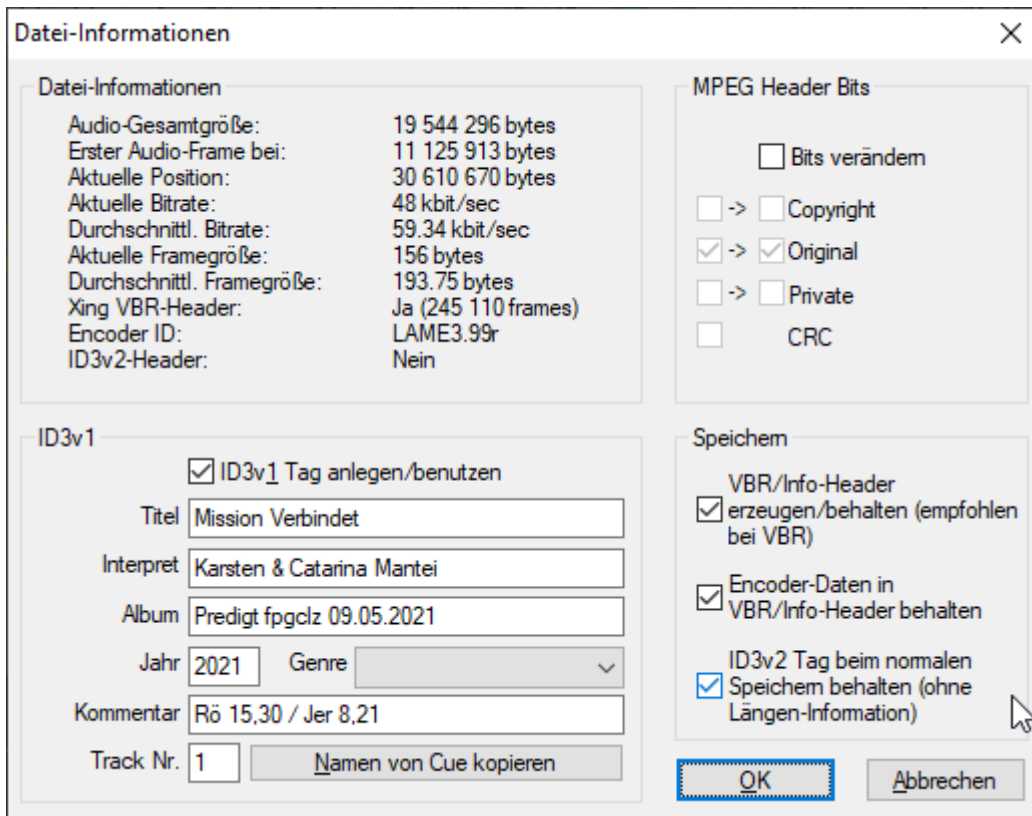 Datei-Informationen
Datei-Informationen
Audio-Gesamtgröße: 19 544 296 bytes
Erster Audio-Frame bei: 11 125 913 bytes
Aktuelle Position: 30 610 670 bytes
Aktuelle Bitrate: 48 kbit/sec
Durchschnittl. Bitrate: 59.34 kbit/sec
Aktuelle Framegröße: 156 bytes
Durchschnittl. Framegröße: 193.75 bytes
Xing VBR-Header: Ja (245 110 frames)
Encoder ID: LAME3.99r
ID3v2-Header: Nein
MPEG Header Bits
Bits verändern
-> Copyright
-> Original
-> Private
CRC
ID3v1
ID3v1 Tag anlegen/benutzen
Titel Mission Verbindet
Interpret Karsten & Catarina Mantei
Album Predigt fpgclz 09.05.2021
Jahr 2021 Genre
Kommentar Rö 15,30 / Jer 8,21
Track Nr. 1 Namen von Cue kopieren
Speichern
VBR/Info-Header
erzeugen/behalten (empfohlen
bei VBR)
Encoder-Daten in
VBR/Info-Header behalten
ID3v2 Tag beim normalen
Speichern behalten (ohne
Längen-Information)
OK Abbrechen